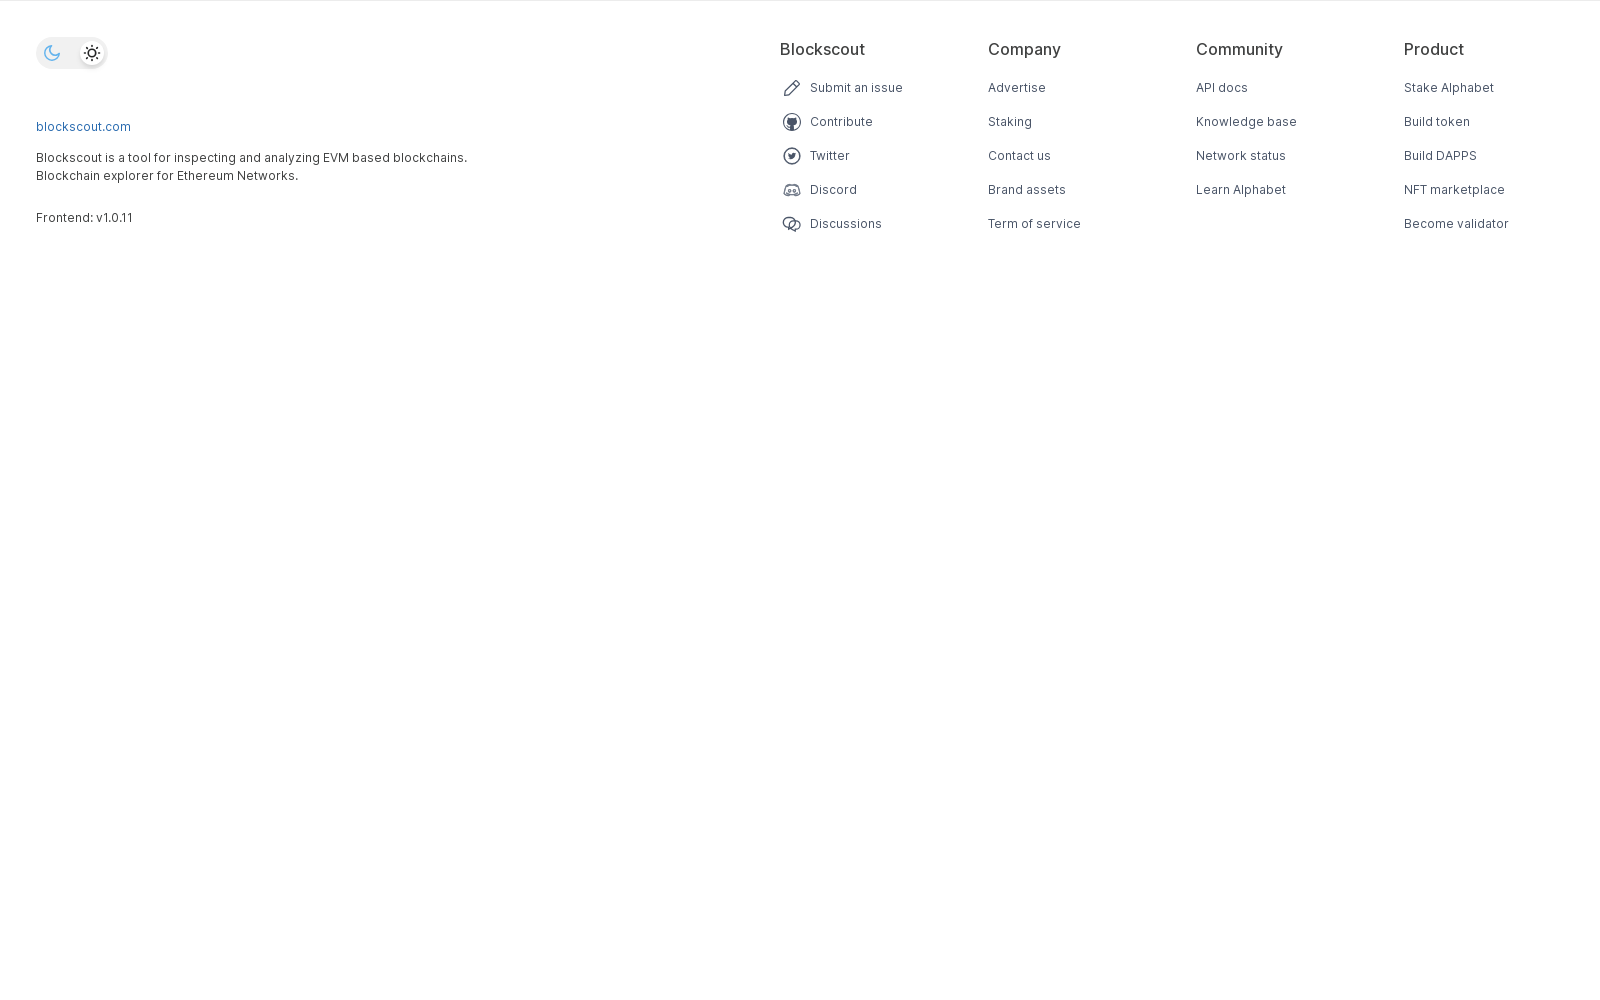 blockscout.com
Blockscout is a tool for inspecting and analyzing EVM based blockchains.
Blockchain explorer for Ethereum Networks.
Frontend: v1.0.11
Blockscout
Submit an issue
Contribute
Twitter
Discord
Discussions
Company
Advertise
Staking
Contact us
Brand assets
Term of service
Community
API docs
Knowledge base
Network status
Learn Alphabet
Product
Stake Alphabet
Build token
Build DAPPS
NFT marketplace
Become validator